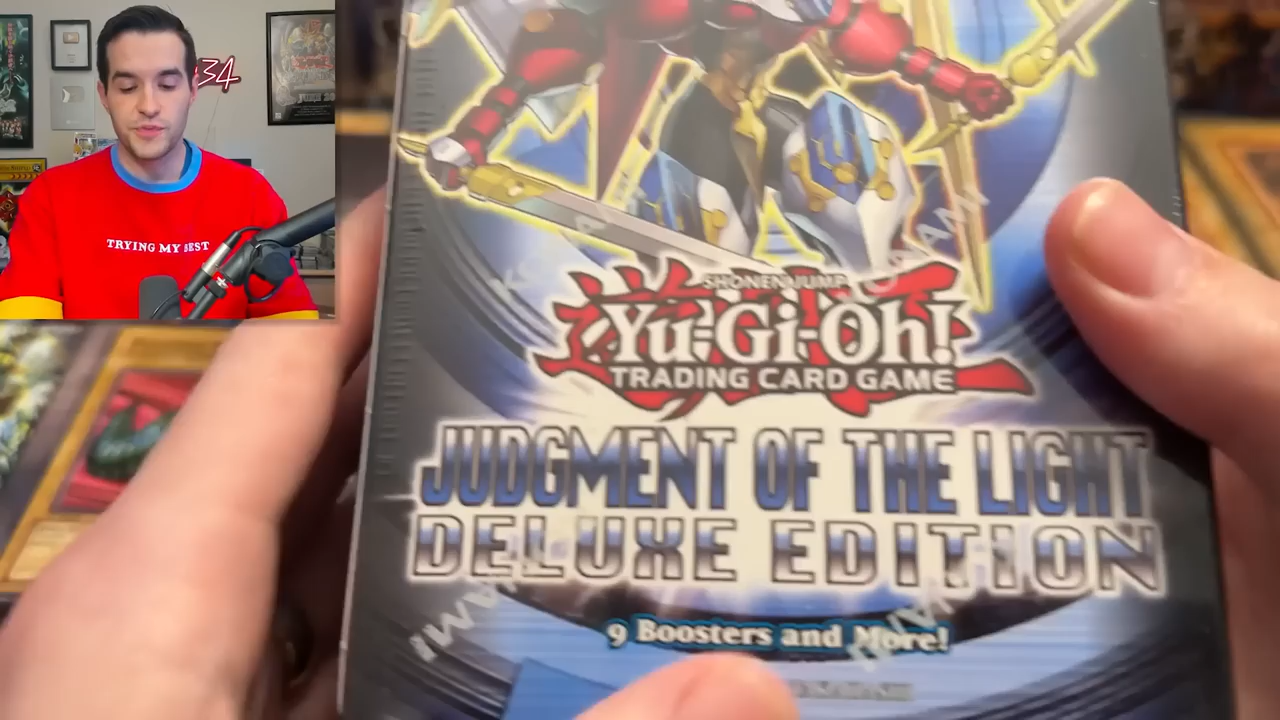 34
TRYING MY BEST
SHONEN JUMP
Yu-Gi-Oh!
TRADING CARD GAME
JUDGMENT OF THE LIGHT
DELUXE EDITION
9 Boosters and More!